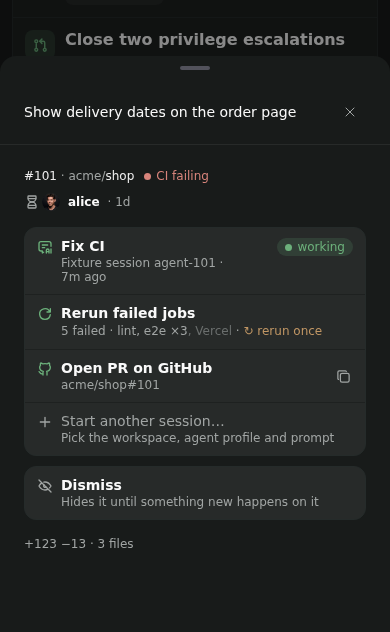 Close two privilege escalations
Show delivery dates on the order page
#101 · acme/shop ● CI failing
alice · 1d
Fix CI
working
Fixture session agent-101 ·
7m ago
Rerun failed jobs
5 failed · lint, e2e ×3, Vercel · ↻ rerun once
Open PR on GitHub
acme/shop#101
Start another session…
Pick the workspace, agent profile and prompt
Dismiss
Hides it until something new happens on it
+123 −13 · 3 files